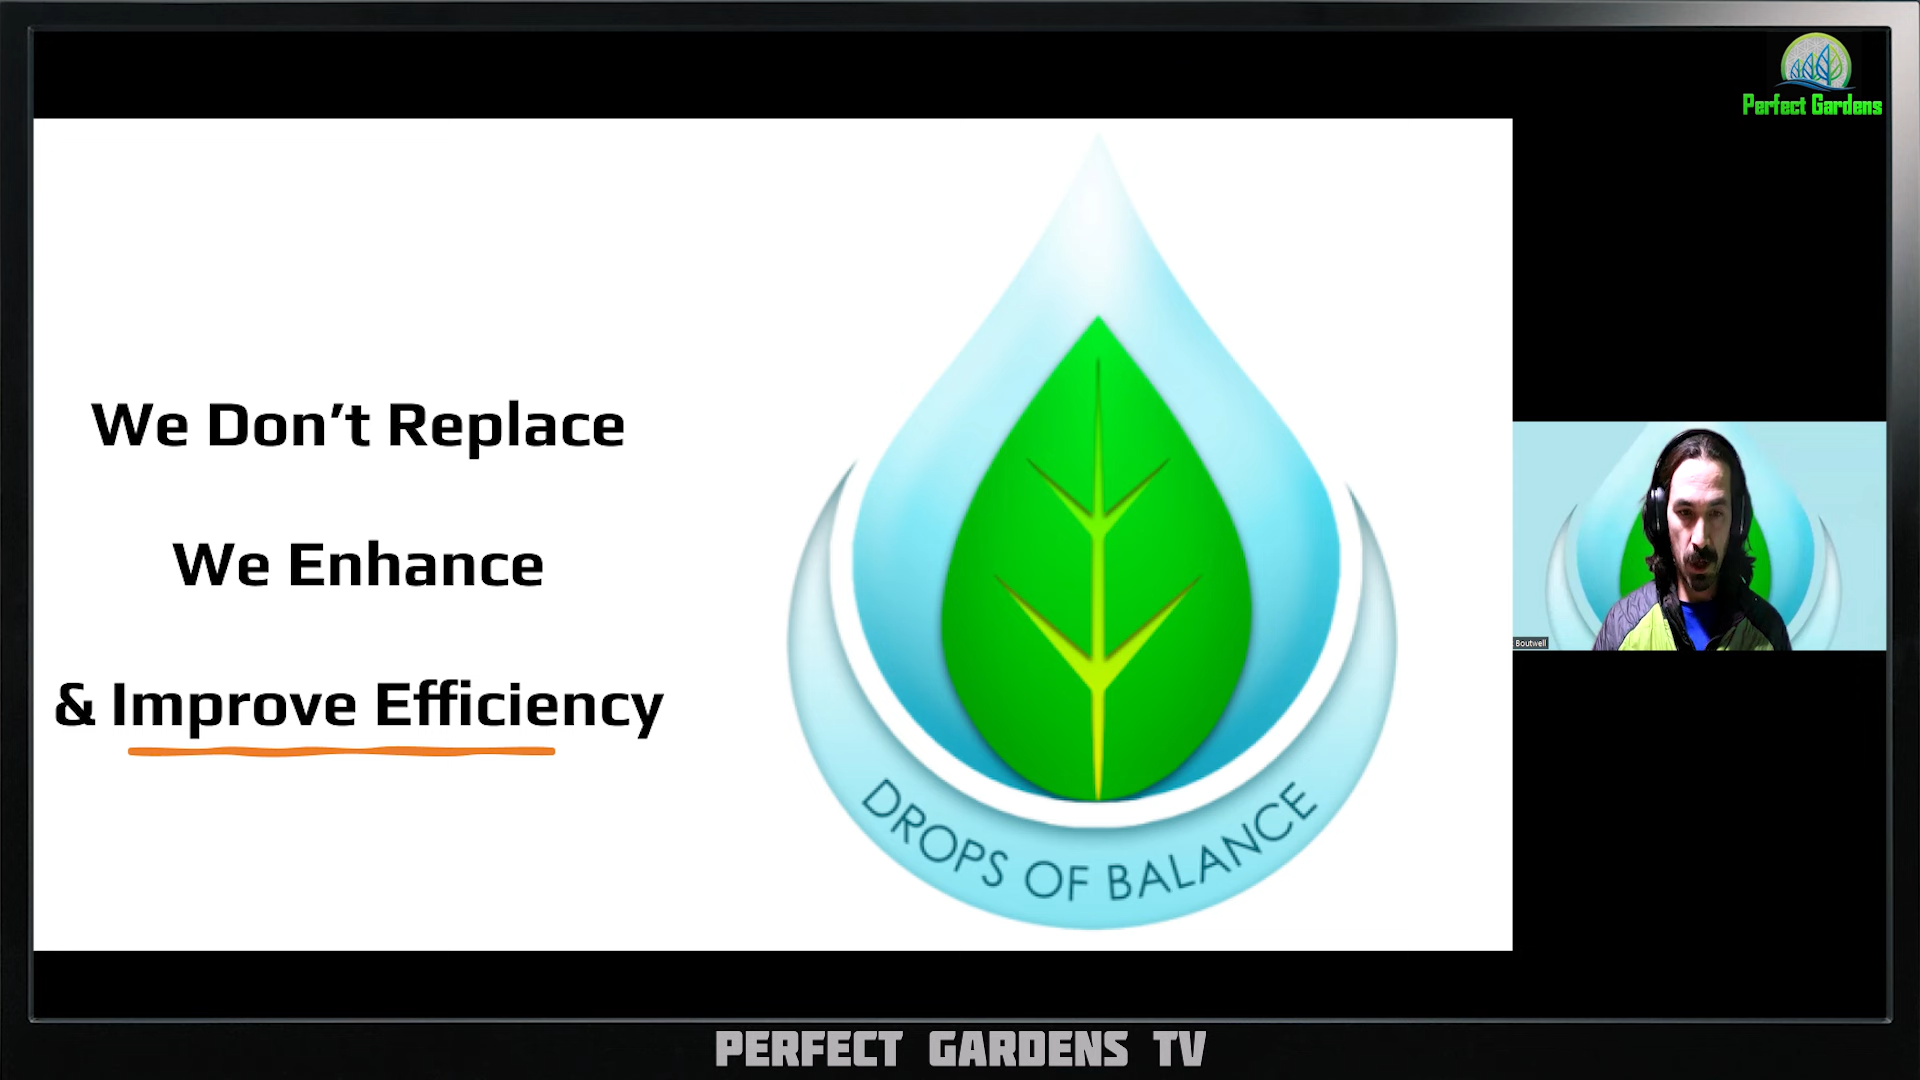 Perfect Gardens
We Don’t Replace
We Enhance
& Improve Efficiency
DROPS OF BALANCE
Boutwell
PERFECT GARDENS TV